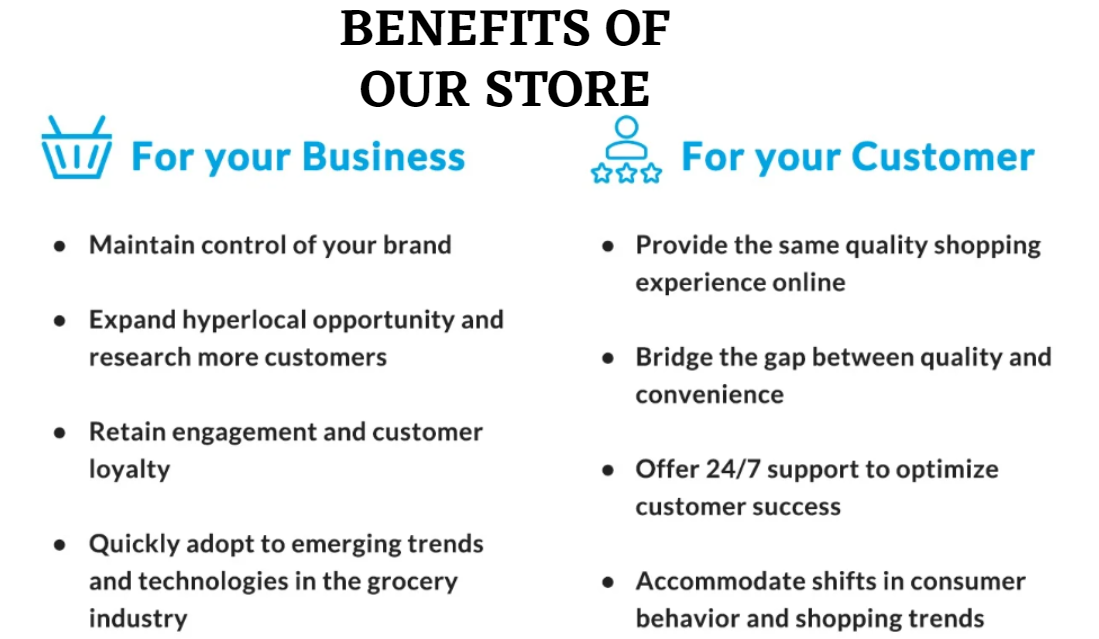 BENEFITS OF
OUR STORE
For your Business
● Maintain control of your brand
● Expand hyperlocal opportunity and
research more customers
● Retain engagement and customer
loyalty
● Quickly adopt to emerging trends
and technologies in the grocery
industry
For your Customer
● Provide the same quality shopping
experience online
● Bridge the gap between quality and
convenience
● Offer 24/7 support to optimize
customer success
● Accommodate shifts in consumer
behavior and shopping trends